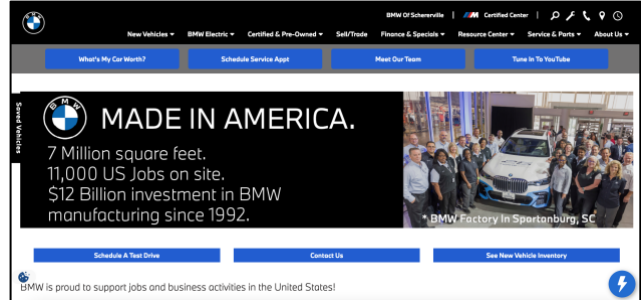 BMW Of Schererville
Certified Center
New Vehicles
BMW Electric
Certified & Pre-Owned
Sell/Trade
Finance & Specials
Resource Center
Service & Parts
About Us
What's My Car Worth?
Schedule Service Appt
Meet Our Team
Tune In To YouTube
Saved Vehicles
BMW
MADE IN AMERICA.
7 Million square feet.
11,000 US Jobs on site.
$12 Billion investment in BMW
manufacturing since 1992.
* BMW Factory In Spartanburg, SC
Schedule A Test Drive
Contact Us
See New Vehicle Inventory
BMW is proud to support jobs and business activities in the United States!